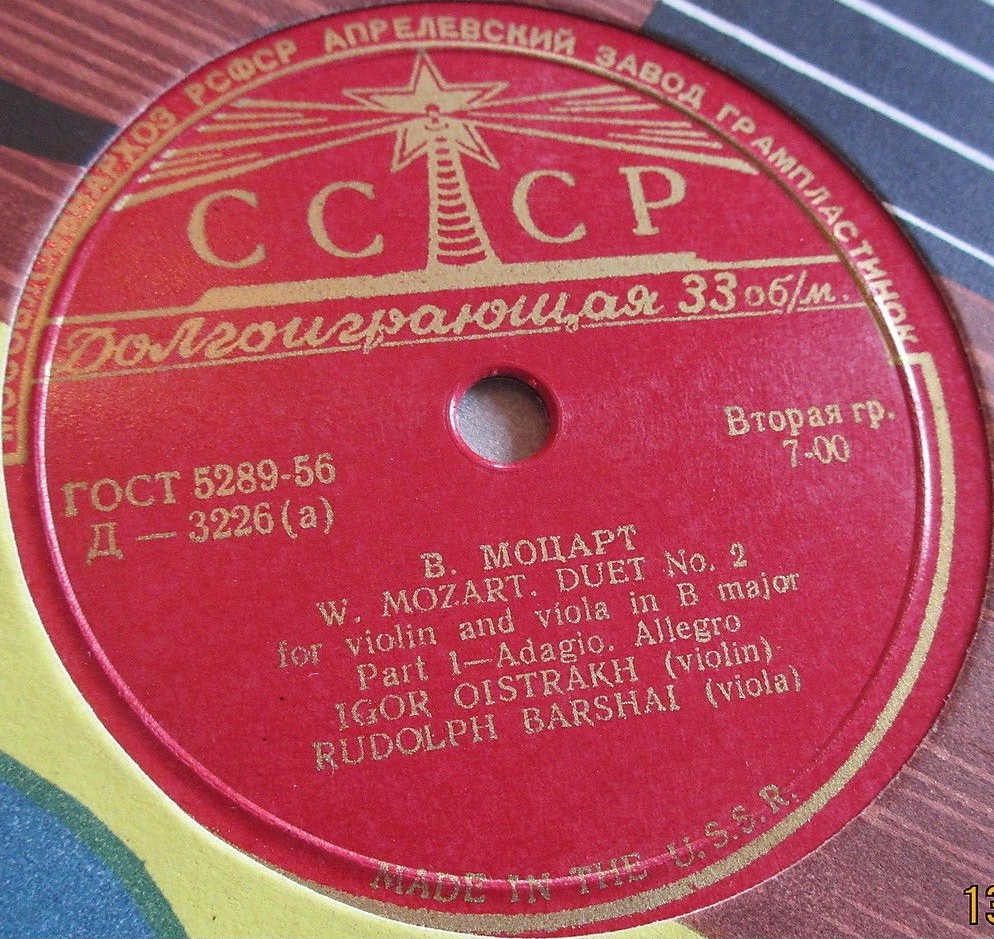 РСФСР АПРЕЛЕВСКИЙ ЗАВОД ГРАМПЛАСТИНОК
СССР
Долгоиграющая 33 об/м.
Вторая гр.
7-00
ГОСТ 5289-56
Д — 3226 (а)
В. МОЦАРТ
W. MOZART. DUET No. 2
for violin and viola in B major
Part 1—Adagio. Allegro
IGOR OISTRAKH (violin)
RUDOLPH BARSHAI (viola)
MADE IN THE U.S.S.R.
13